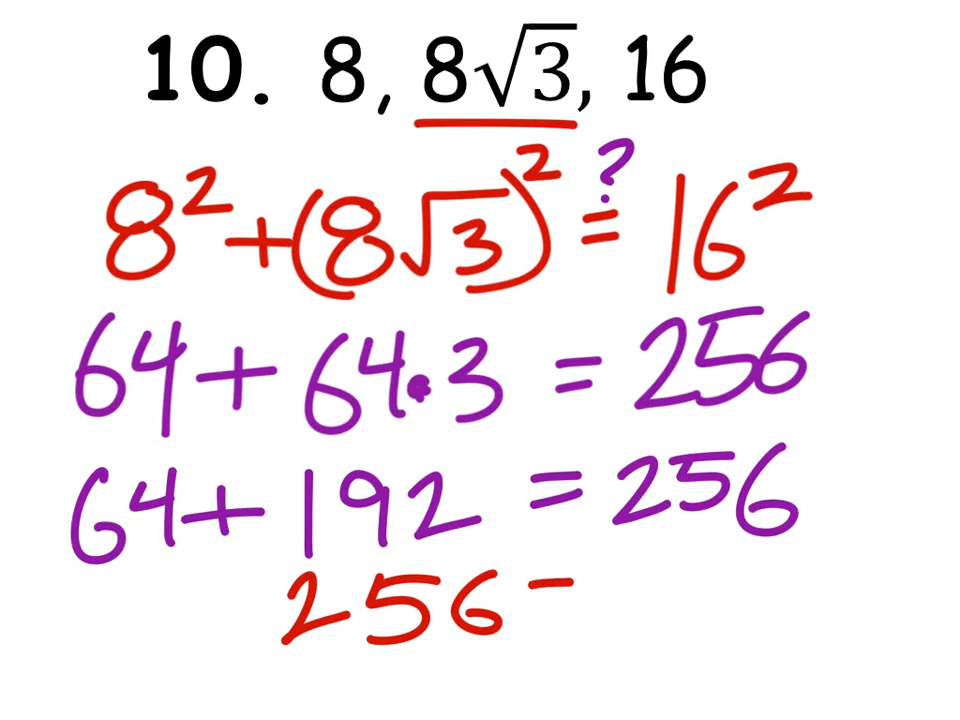 10. 8, 8√3, 16
8² + (8√3)² ?= 16²
64 + 64•3 = 256
64 + 192 = 256
256 -